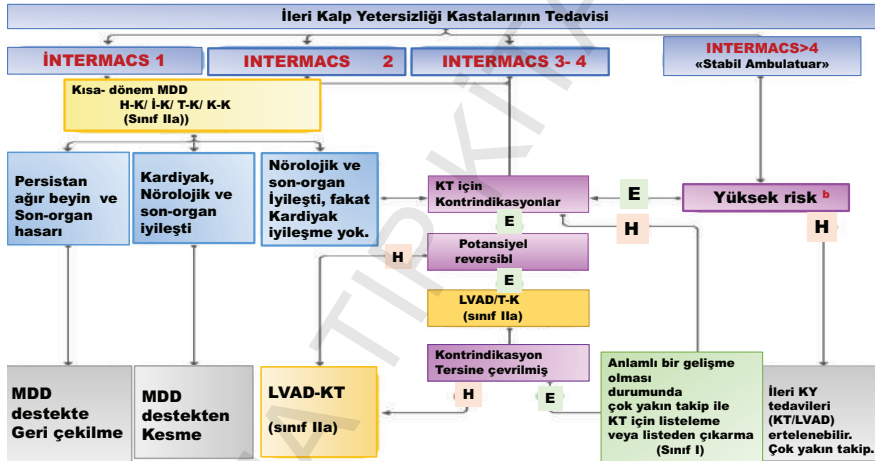 İleri Kalp Yetersizliği Kastalarının Tedavisi
İNTERMACS 1
INTERMACS 2
INTERMACS 3- 4
INTERMACS>4
«Stabil Ambulatuar»
Kısa- dönem MDD
H-K/ İ-K/ T-K/ K-K
(Sınıf IIa))
Persistan
ağır beyin ve
Son-organ
hasarı
Kardiyak,
Nörolojik ve
son-organ
iyileşti
Nörolojik ve
son-organ
İyileşti, fakat
Kardiyak
iyileşme yok.
KT için
Kontrindikasyonlar
E
Yüksek risk b
E
H
H
Potansiyel
reversibl
H
E
LVAD/T-K
(sınıf IIa)
Kontrindikasyon
Tersine çevrilmiş
H
E
MDD
destekte
Geri çekilme
MDD
destekten
Kesme
LVAD-KT
(sınıf IIa)
Anlamlı bir gelişme
olması
durumunda
çok yakın takip ile
KT için listeleme
veya listeden çıkarma
(Sınıf I)
İleri KY
tedavileri
(KT/LVAD)
ertelenebilir.
Çok yakın takip.